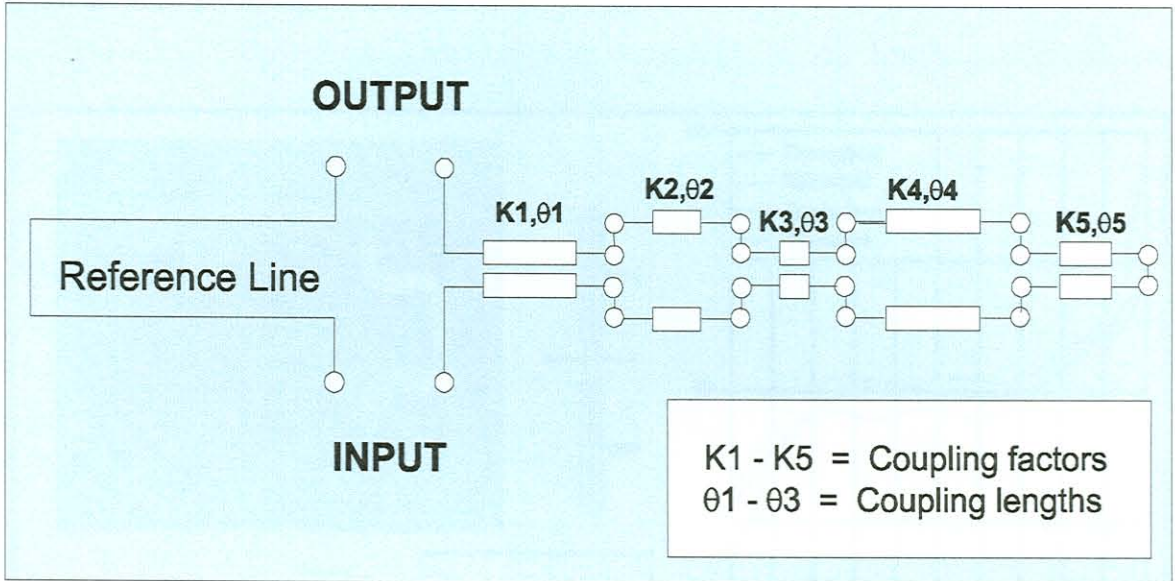 OUTPUT
K1,θ1
K2,θ2
K3,θ3
K4,θ4
K5,θ5
Reference Line
INPUT
K1 - K5 = Coupling factors
θ1 - θ3 = Coupling lengths